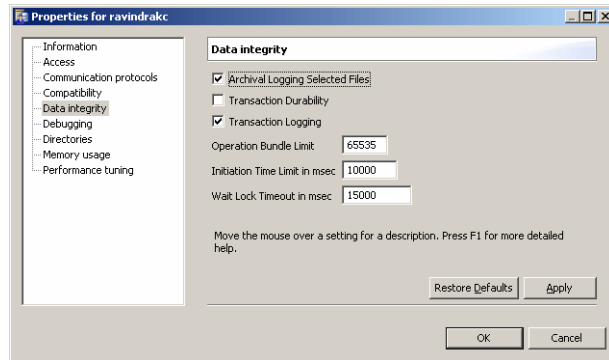 Properties for ravindrakc
Information
Access
Communication protocols
Compatibility
Data integrity
Debugging
Directories
Memory usage
Performance tuning
Data integrity
Archival Logging Selected Files
Transaction Durability
Transaction Logging
Operation Bundle Limit 65535
Initiation Time Limit in msec 10000
Wait Lock Timeout in msec 15000
Move the mouse over a setting for a description. Press F1 for more detailed
help.
Restore Defaults Apply
OK Cancel